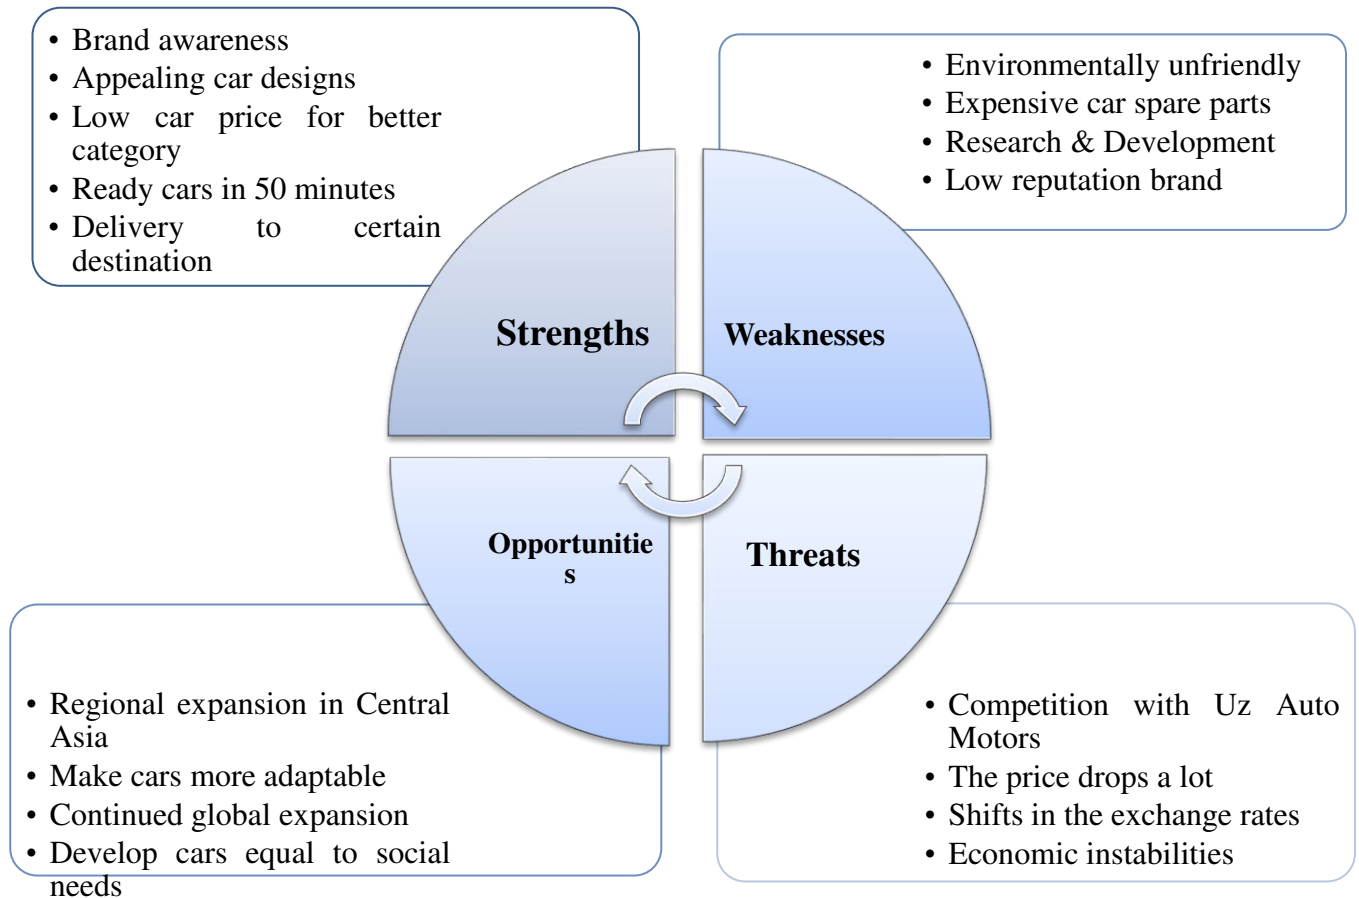 • Brand awareness
• Appealing car designs
• Low car price for better
category
• Ready cars in 50 minutes
• Delivery to certain
destination
• Environmentally unfriendly
• Expensive car spare parts
• Research & Development
• Low reputation brand
Strengths
Weaknesses
Opportunitie
s
Threats
• Regional expansion in Central
Asia
• Make cars more adaptable
• Continued global expansion
• Develop cars equal to social
needs
• Competition with Uz Auto
Motors
• The price drops a lot
• Shifts in the exchange rates
• Economic instabilities